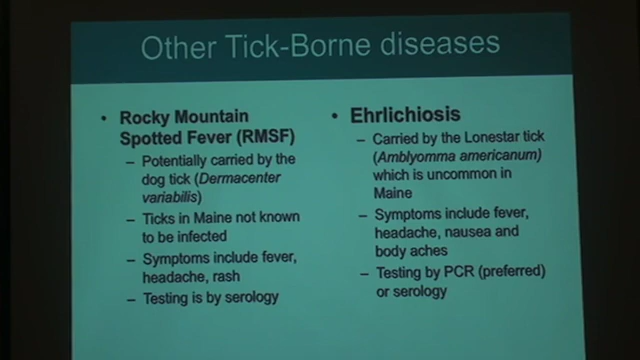 Other Tick-Borne diseases
• Rocky Mountain
Spotted Fever (RMSF)
– Potentially carried by the
dog tick (Dermacenter
variabilis)
– Ticks in Maine not known
to be infected
– Symptoms include fever,
headache, rash
– Testing is by serology
• Ehrlichiosis
– Carried by the Lonestar tick
(Amblyomma americanum)
which is uncommon in
Maine
– Symptoms include fever,
headache, nausea and
body aches
– Testing by PCR (preferred)
or serology